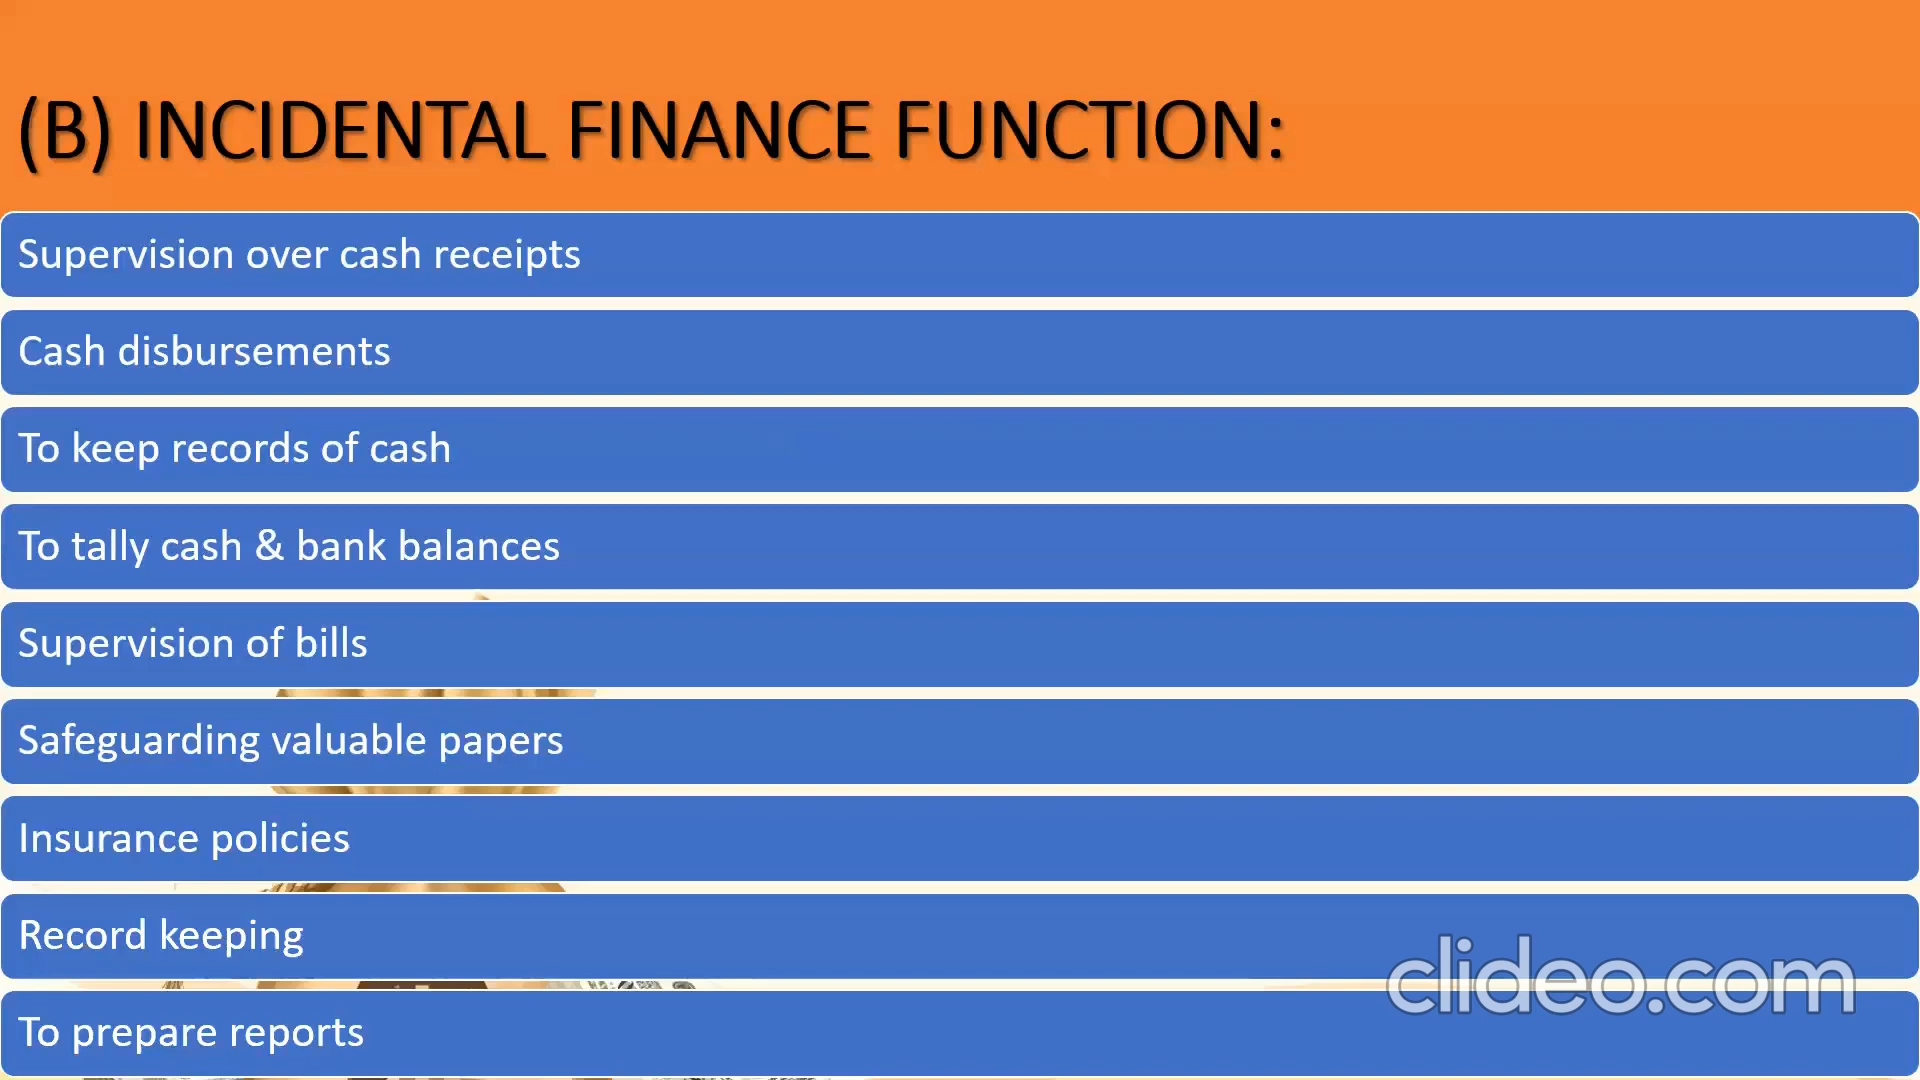 (B) INCIDENTAL FINANCE FUNCTION:
Supervision over cash receipts
Cash disbursements
To keep records of cash
To tally cash & bank balances
Supervision of bills
Safeguarding valuable papers
Insurance policies
Record keeping
clideo.com
To prepare reports